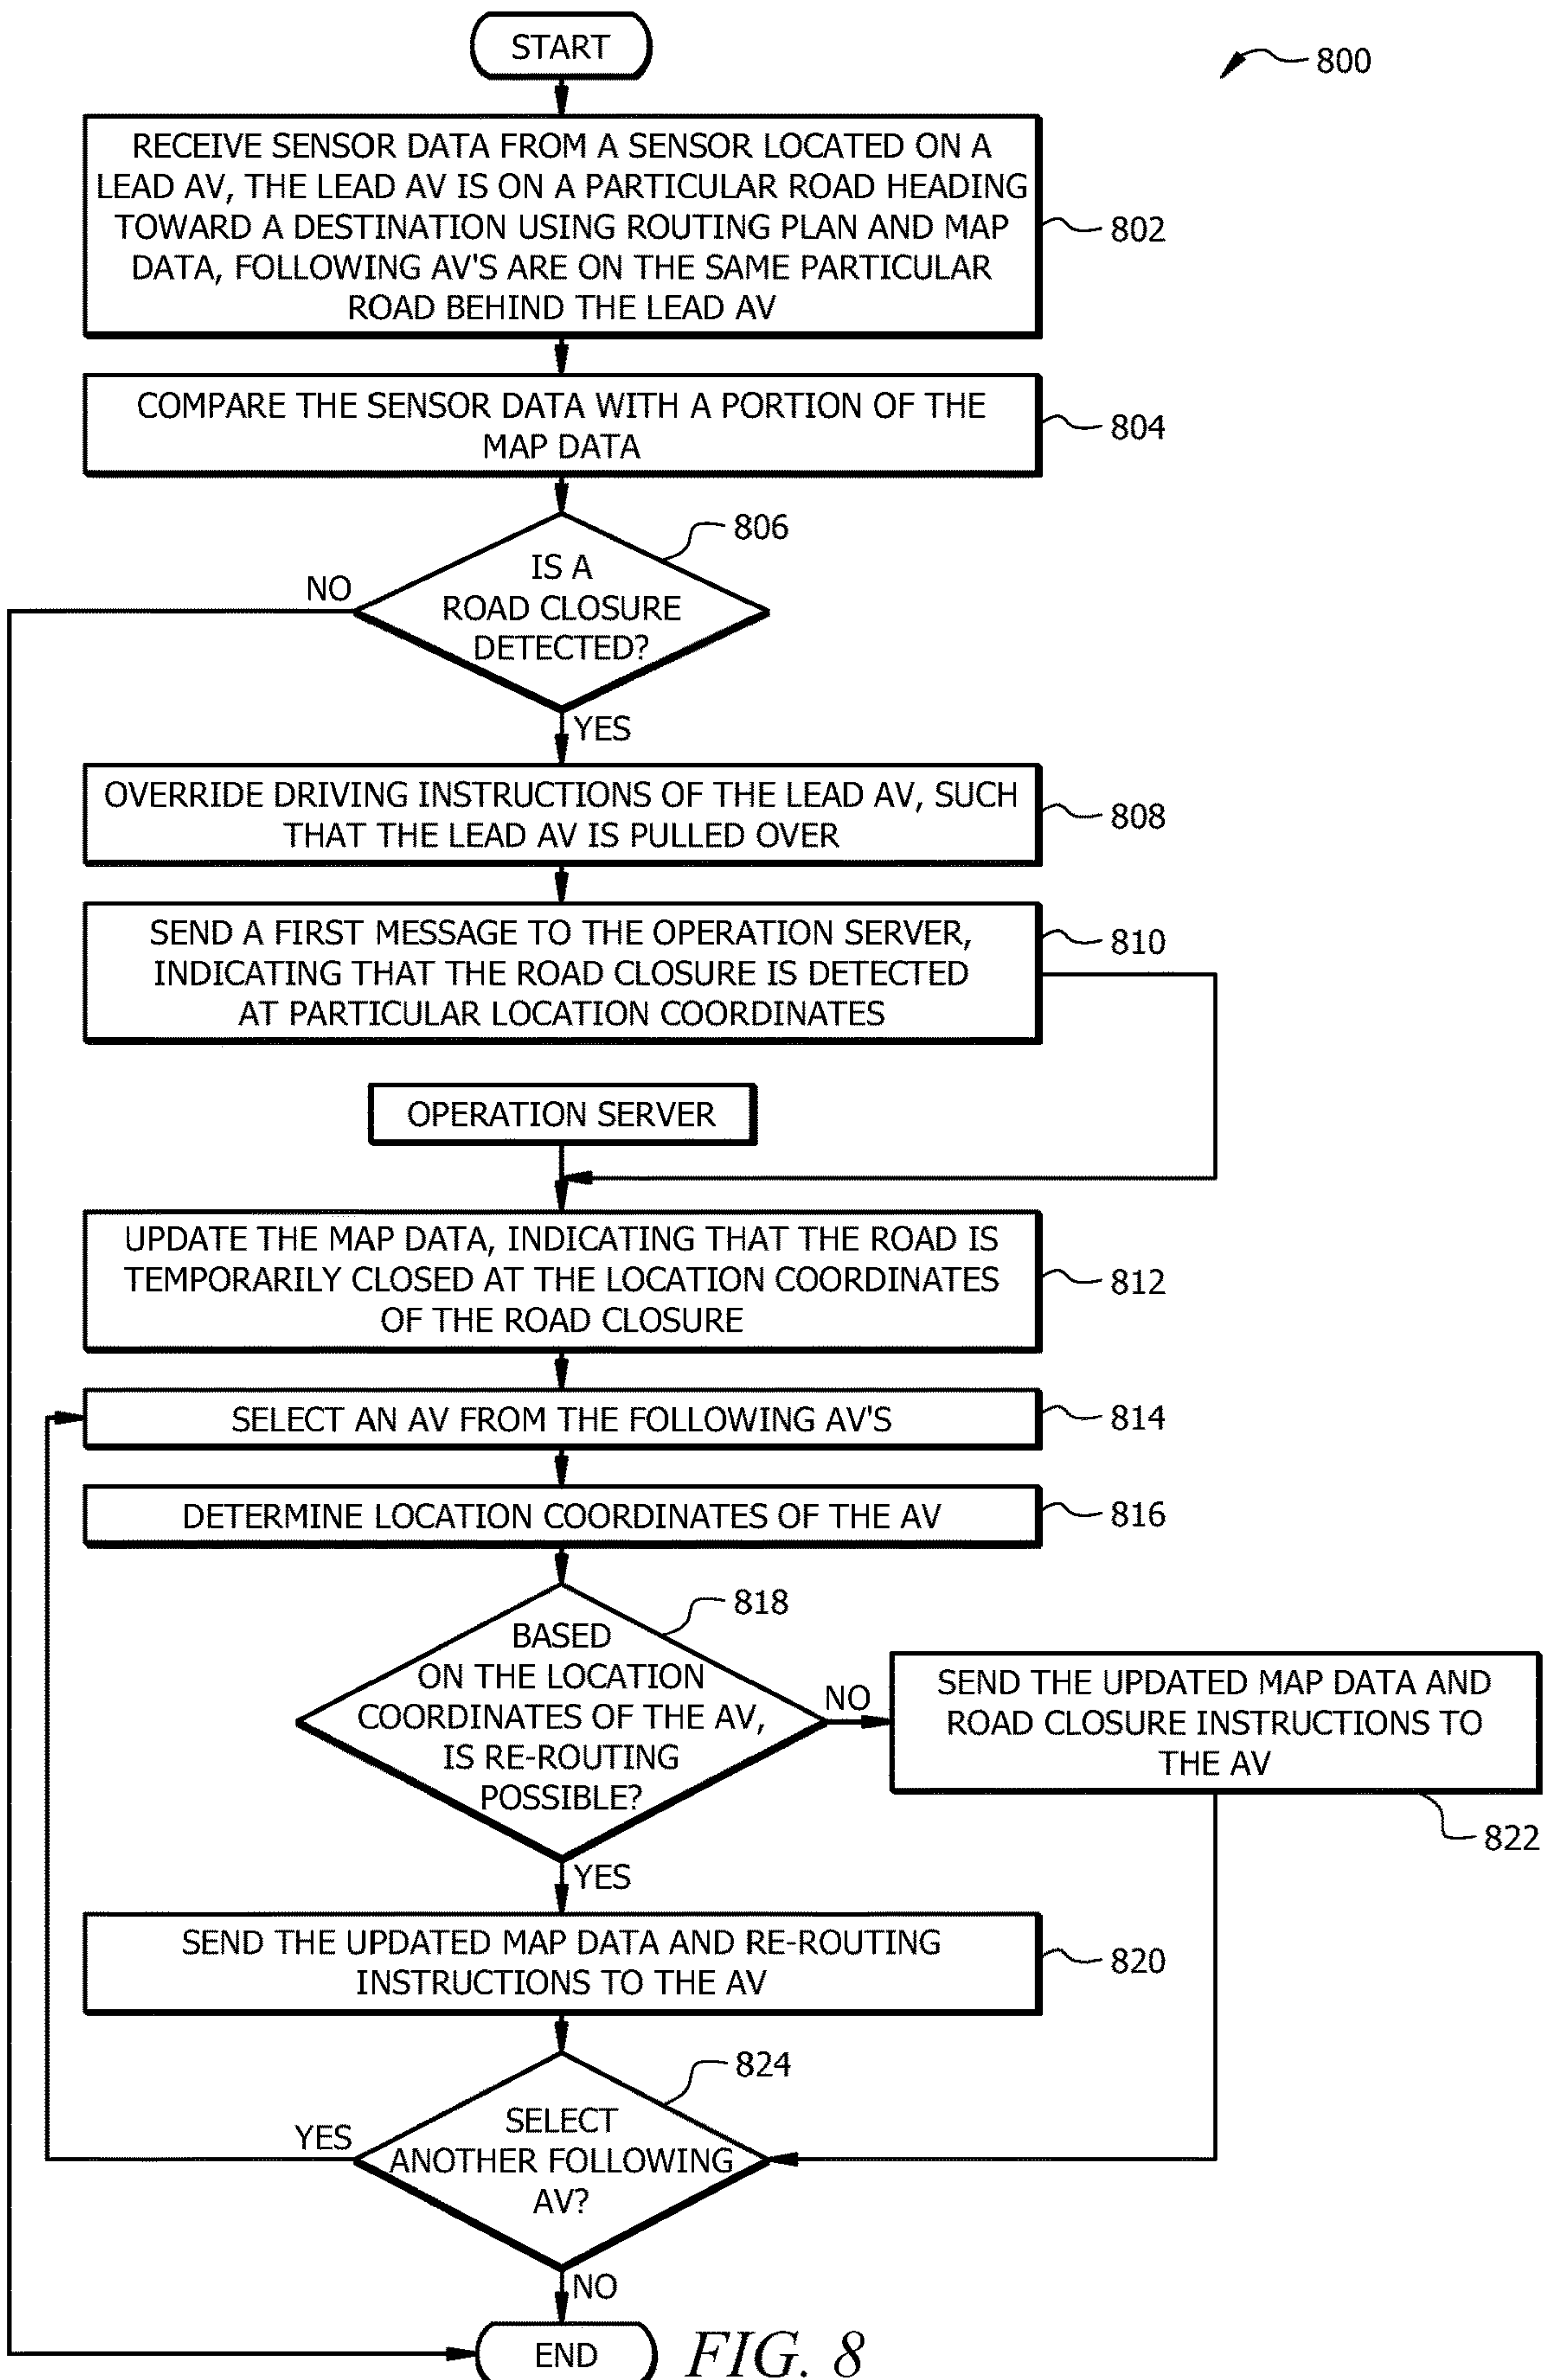 START
800
RECEIVE SENSOR DATA FROM A SENSOR LOCATED ON A
LEAD AV, THE LEAD AV IS ON A PARTICULAR ROAD HEADING
TOWARD A DESTINATION USING ROUTING PLAN AND MAP
DATA, FOLLOWING AV'S ARE ON THE SAME PARTICULAR
ROAD BEHIND THE LEAD AV
802
COMPARE THE SENSOR DATA WITH A PORTION OF THE
MAP DATA
804
806
IS A
ROAD CLOSURE
DETECTED?
NO
YES
OVERRIDE DRIVING INSTRUCTIONS OF THE LEAD AV, SUCH
THAT THE LEAD AV IS PULLED OVER
808
SEND A FIRST MESSAGE TO THE OPERATION SERVER,
INDICATING THAT THE ROAD CLOSURE IS DETECTED
AT PARTICULAR LOCATION COORDINATES
810
OPERATION SERVER
UPDATE THE MAP DATA, INDICATING THAT THE ROAD IS
TEMPORARILY CLOSED AT THE LOCATION COORDINATES
OF THE ROAD CLOSURE
812
SELECT AN AV FROM THE FOLLOWING AV'S
814
DETERMINE LOCATION COORDINATES OF THE AV
816
818
BASED
ON THE LOCATION
COORDINATES OF THE AV,
IS RE-ROUTING
POSSIBLE?
NO
SEND THE UPDATED MAP DATA AND
ROAD CLOSURE INSTRUCTIONS TO
THE AV
822
YES
SEND THE UPDATED MAP DATA AND RE-ROUTING
INSTRUCTIONS TO THE AV
820
824
SELECT
ANOTHER FOLLOWING
AV?
YES
NO
END
FIG. 8